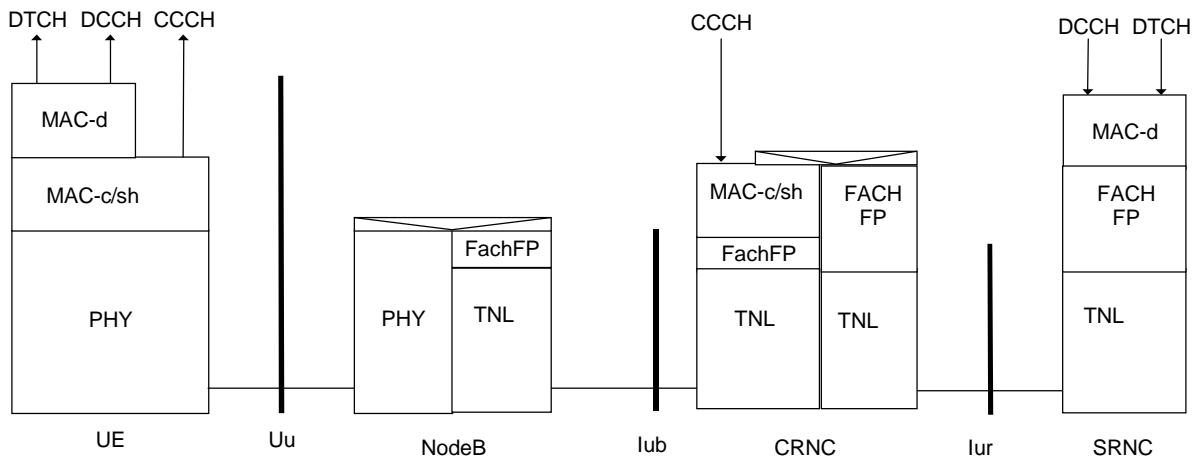 DTCH DCCH CCCH
CCCH
DCCH DTCH
MAC-d
MAC-c/sh
PHY
FachFP
PHY
TNL
MAC-c/sh
FachFP
TNL
FACH
FP
TNL
MAC-d
FACH
FP
TNL
UE
Uu
NodeB
Iub
CRNC
Iur
SRNC